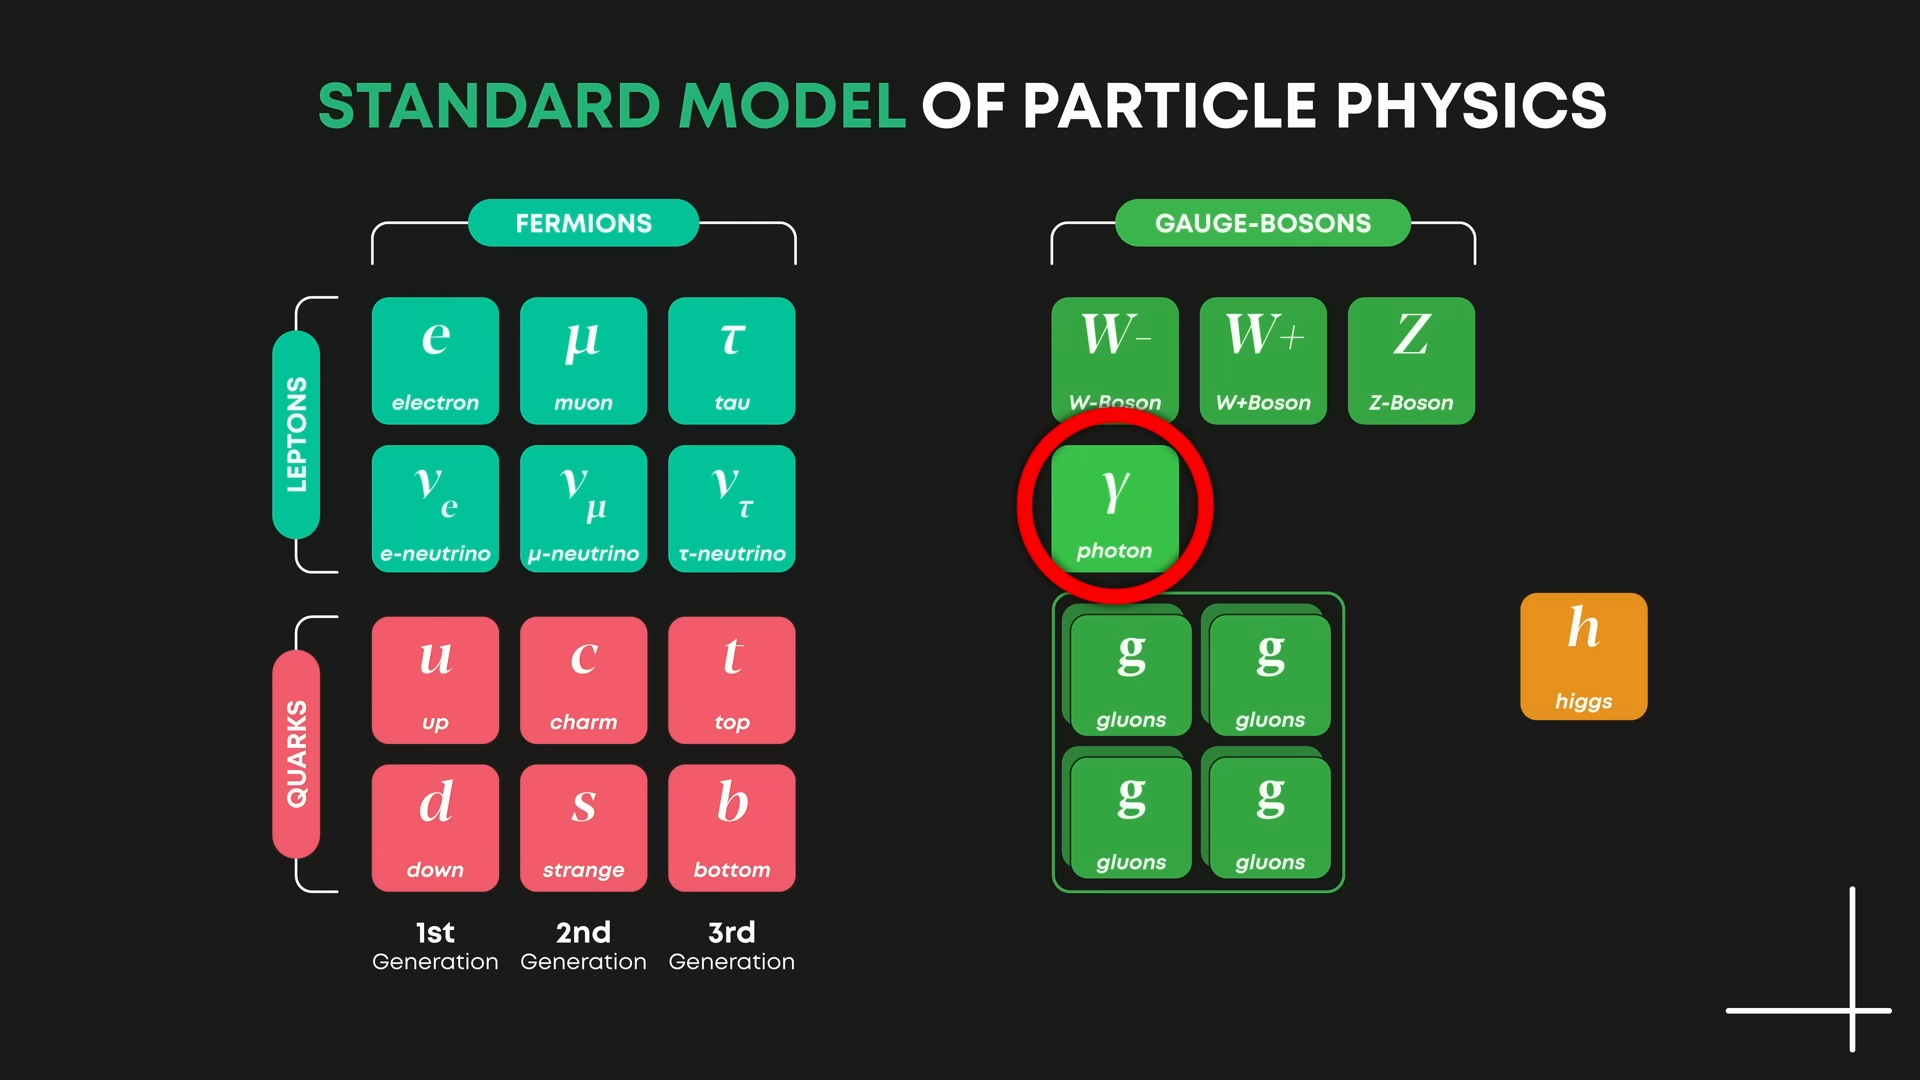 STANDARD MODEL OF PARTICLE PHYSICS
FERMIONS
GAUGE-BOSONS
LEPTONS
e
electron
μ
muon
τ
tau
νe
e-neutrino
νμ
μ-neutrino
ντ
τ-neutrino
QUARKS
u
up
c
charm
t
top
d
down
s
strange
b
bottom
1st
Generation
2nd
Generation
3rd
Generation
W-
W-Boson
W+
W+Boson
Z
Z-Boson
γ
photon
g
gluons
g
gluons
g
gluons
g
gluons
h
higgs